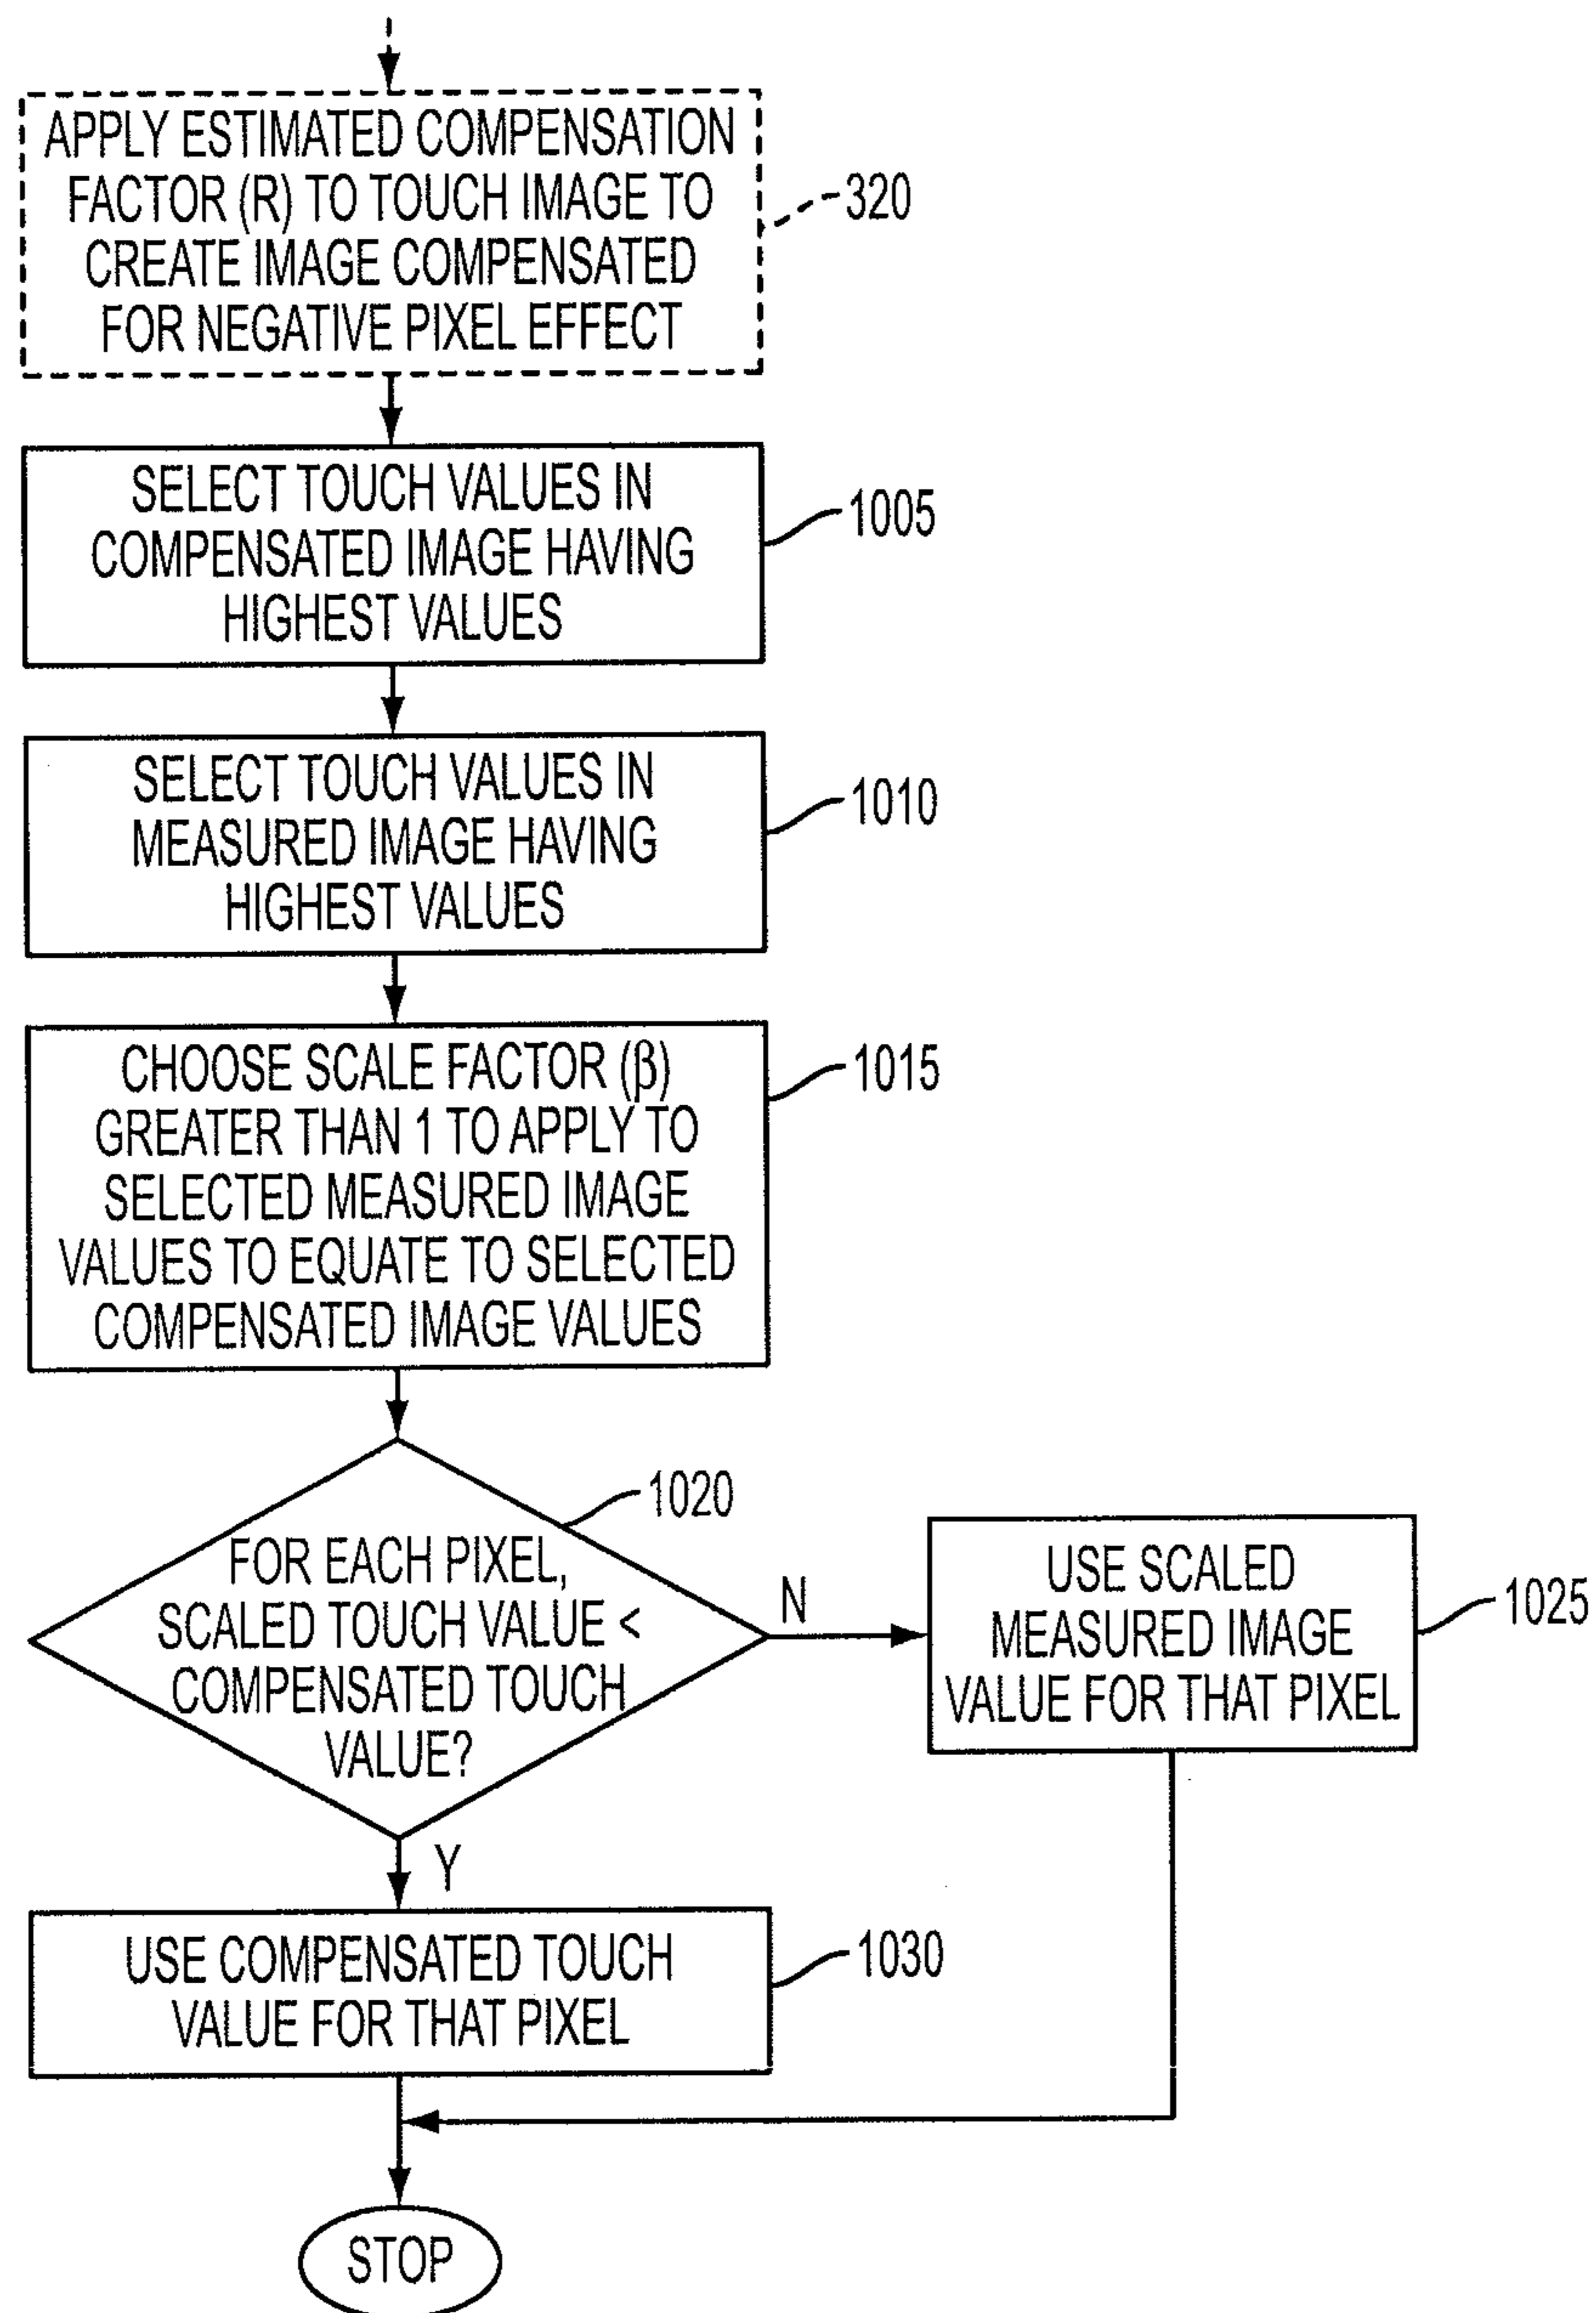 APPLY ESTIMATED COMPENSATION
FACTOR (R) TO TOUCH IMAGE TO
CREATE IMAGE COMPENSATED
FOR NEGATIVE PIXEL EFFECT
320
SELECT TOUCH VALUES IN
COMPENSATED IMAGE HAVING
HIGHEST VALUES
1005
SELECT TOUCH VALUES IN
MEASURED IMAGE HAVING
HIGHEST VALUES
1010
CHOOSE SCALE FACTOR (β)
GREATER THAN 1 TO APPLY TO
SELECTED MEASURED IMAGE
VALUES TO EQUATE TO SELECTED
COMPENSATED IMAGE VALUES
1015
FOR EACH PIXEL,
SCALED TOUCH VALUE <
COMPENSATED TOUCH
VALUE?
1020
N
USE SCALED
MEASURED IMAGE
VALUE FOR THAT PIXEL
1025
Y
USE COMPENSATED TOUCH
VALUE FOR THAT PIXEL
1030
STOP